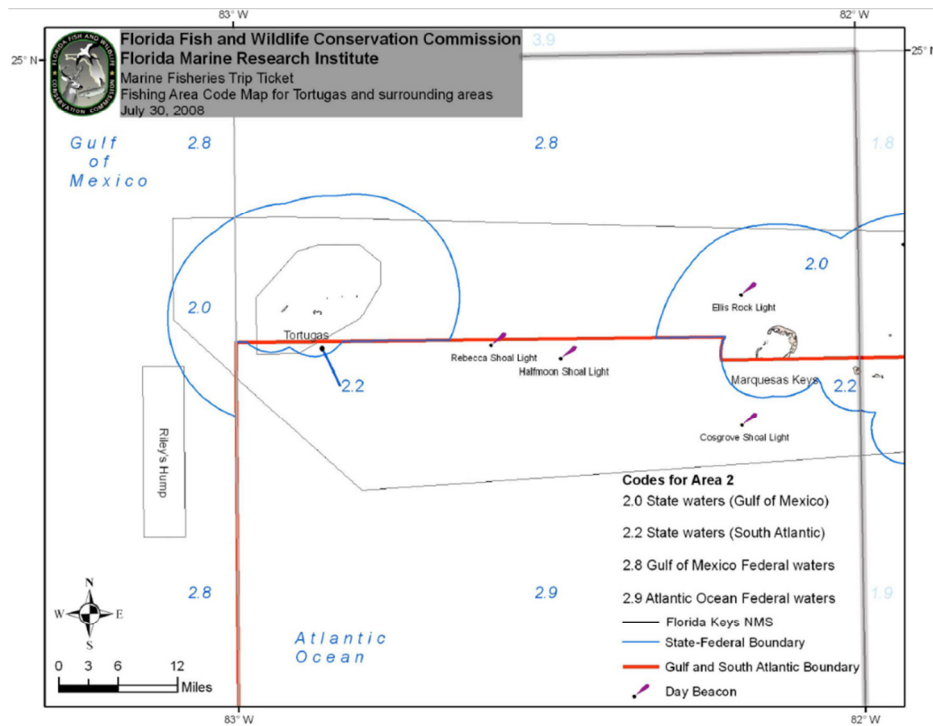 83° W
82° W
Florida Fish and Wildlife Conservation Commission
Florida Marine Research Institute
Marine Fisheries Trip Ticket
Fishing Area Code Map for Tortugas and surrounding areas
July 30, 2008
3.9
25° N
25° N
Gulf
of
Mexico
2.8
2.8
1.8
2.0
2.0
Ellis Rock Light
Tortugas
Rebecca Shoal Light
Halfmoon Shoal Light
2.2
Marquesas Keys
2.2
Riley's Hump
Cosgrove Shoal Light
Codes for Area 2
2.0 State waters (Gulf of Mexico)
2.2 State waters (South Atlantic)
2.8 Gulf of Mexico Federal waters
2.9 Atlantic Ocean Federal waters
Florida Keys NMS
State-Federal Boundary
Gulf and South Atlantic Boundary
Day Beacon
2.8
2.9
1.9
Atlantic
Ocean
N
W E
S
0 3 6 12
Miles
83° W
82° W